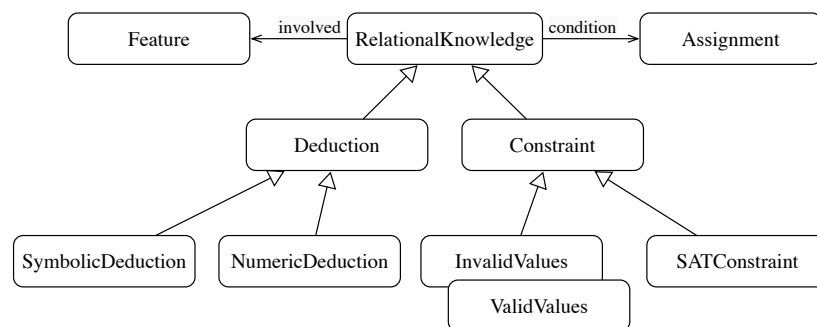 Feature
involved
RelationalKnowledge
condition
Assignment
Deduction
Constraint
SymbolicDeduction
NumericDeduction
InvalidValues
SATConstraint
ValidValues